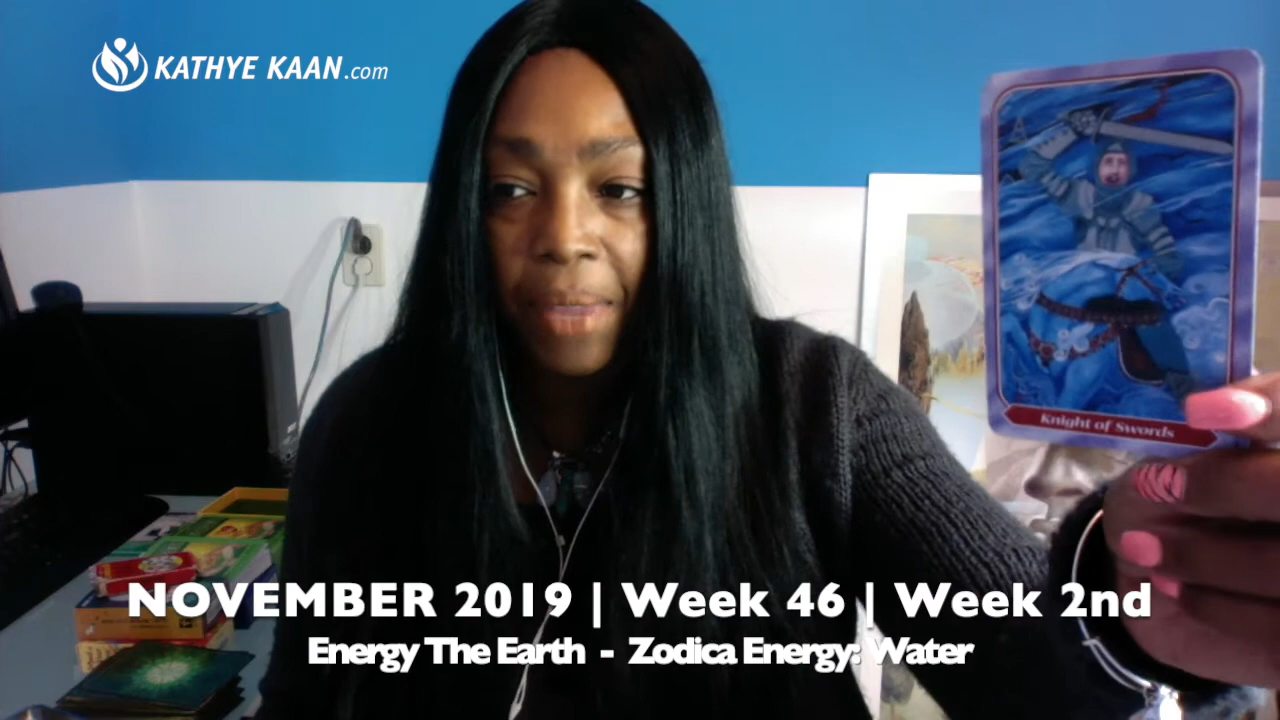 KATHYE KAAN.com
Knight of Swords
NOVEMBER 2019 | Week 46 | Week 2nd
Energy The Earth - Zodica Energy: Water